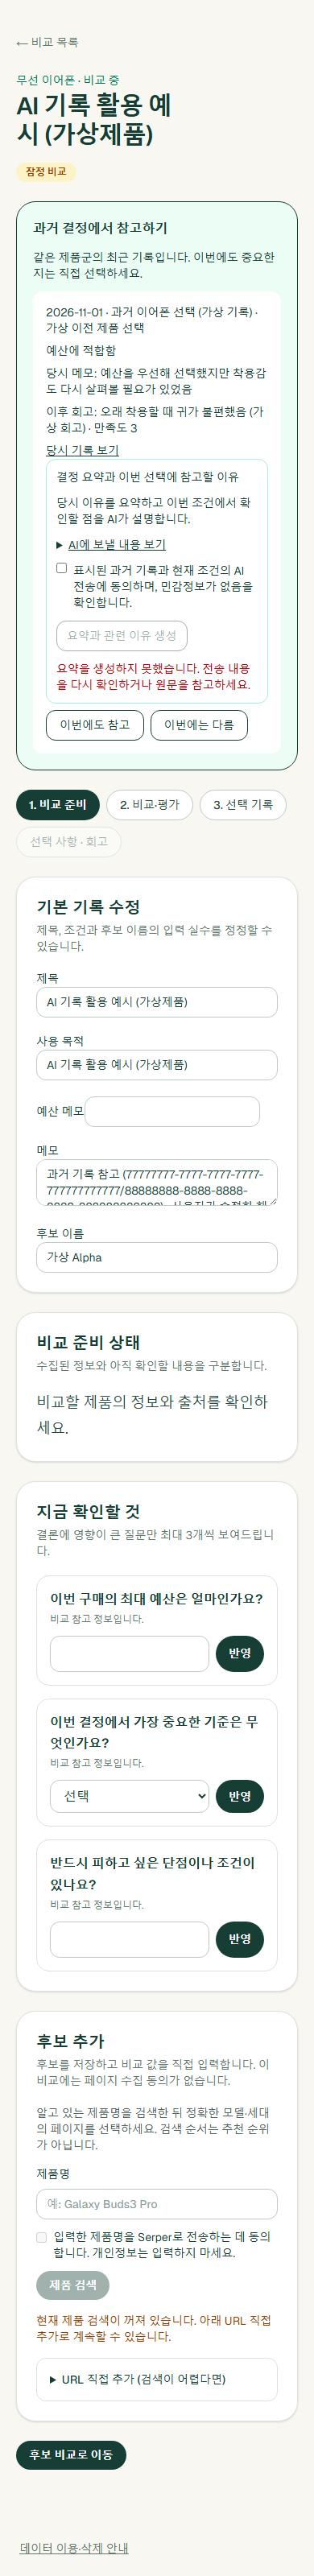 ← 비교 목록
무선 이어폰 · 비교 중
AI 기록 활용 예
시 (가상제품)
잠정 비교
과거 결정에서 참고하기
같은 제품군의 최근 기록입니다. 이번에도 중요한
지는 직접 선택하세요.
2026-11-01 · 과거 이어폰 선택 (가상 기록) ·
가상 이전 제품 선택
예산에 적합함
당시 메모: 예산을 우선해 선택했지만 착용감
도 다시 살펴볼 필요가 있었음
이후 회고: 오래 착용할 때 귀가 불편했음 (가
상 회고) · 만족도 3
당시 기록 보기
결정 요약과 이번 선택에 참고할 이유
당시 이유를 요약하고 이번 조건에서 확
인할 점을 AI가 설명합니다.
▶ AI에 보낼 내용 보기
표시된 과거 기록과 현재 조건의 AI
전송에 동의하며, 민감정보가 없음을
확인합니다.
요약과 관련 이유 생성
요약을 생성하지 못했습니다. 전송 내용
을 다시 확인하거나 원문을 참고하세요.
이번에도 참고 이번에는 다름
1. 비교 준비 2. 비교·평가 3. 선택 기록
선택 사항 · 회고
기본 기록 수정
제목, 조건과 후보 이름의 입력 실수를 정정할 수
있습니다.
제목
AI 기록 활용 예시 (가상제품)
사용 목적
AI 기록 활용 예시 (가상제품)
예산 메모
메모
과거 기록 참고 (77777777-7777-7777-7777-
777777777777/88888888-8888-8888-
후보 이름
가상 Alpha
비교 준비 상태
수집된 정보와 아직 확인할 내용을 구분합니다.
비교할 제품의 정보와 출처를 확인하
세요.
지금 확인할 것
결론에 영향이 큰 질문만 최대 3개씩 보여드립니
다.
이번 구매의 최대 예산은 얼마인가요?
비교 참고 정보입니다.
반영
이번 결정에서 가장 중요한 기준은 무
엇인가요?
비교 참고 정보입니다.
선택 반영
반드시 피하고 싶은 단점이나 조건이
있나요?
비교 참고 정보입니다.
반영
후보 추가
후보를 저장하고 비교 값을 직접 입력합니다. 이
비교에는 페이지 수집 동의가 없습니다.
알고 있는 제품명을 검색한 뒤 정확한 모델·세대
의 페이지를 선택하세요. 검색 순서는 추천 순위
가 아닙니다.
제품명
예: Galaxy Buds3 Pro
입력한 제품명을 Serper로 전송하는 데 동의
합니다. 개인정보는 입력하지 마세요.
제품 검색
현재 제품 검색이 꺼져 있습니다. 아래 URL 직접
추가로 계속할 수 있습니다.
▶ URL 직접 추가 (검색이 어렵다면)
후보 비교로 이동
데이터 이용·삭제 안내